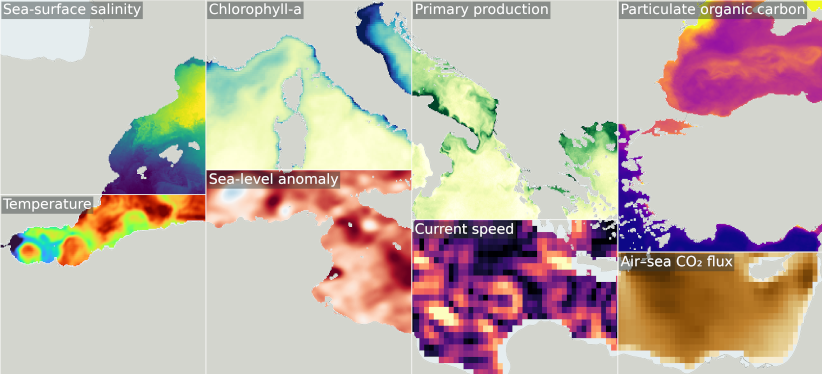 Sea-surface salinity
Chlorophyll-a
Primary production
Particulate organic carbon
Temperature
Sea-level anomaly
Current speed
Air–sea CO₂ flux